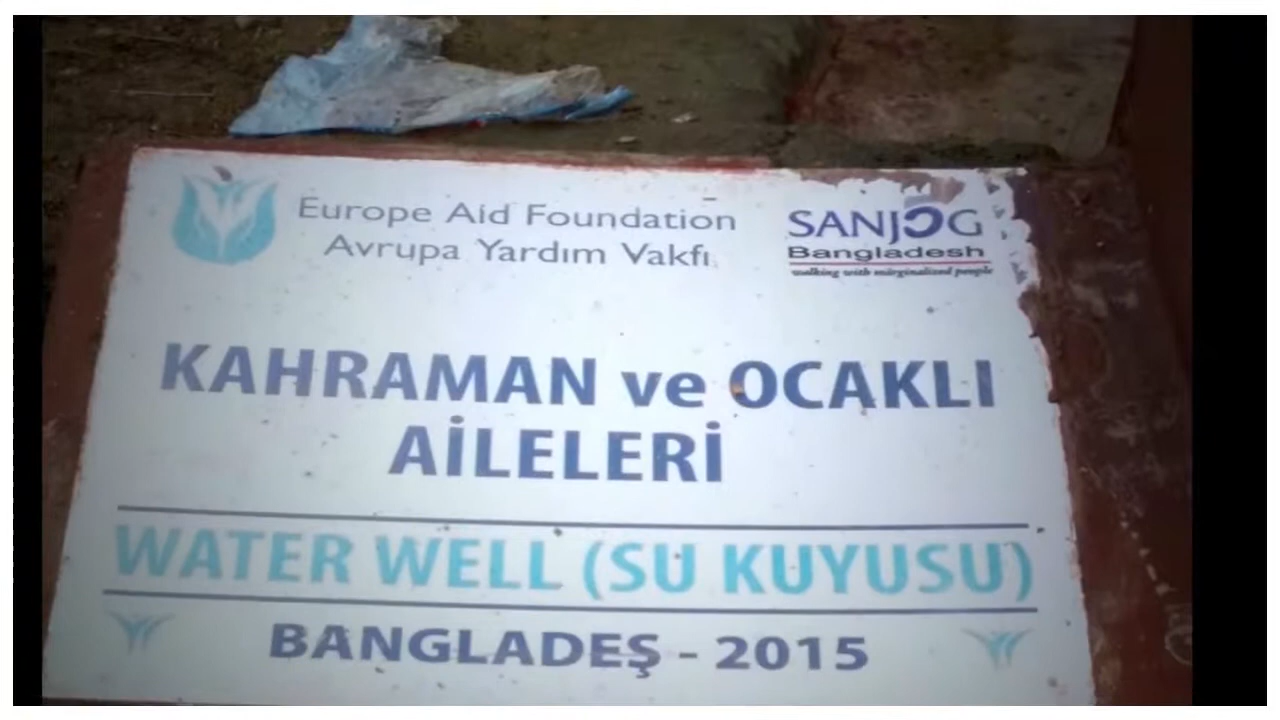 Europe Aid Foundation
Avrupa Yardım Vakfı
SANJOG
Bangladesh
walking with marginalized people
KAHRAMAN ve OCAKLI
AİLELERİ
WATER WELL (SU KUYUSU)
BANGLADEŞ - 2015